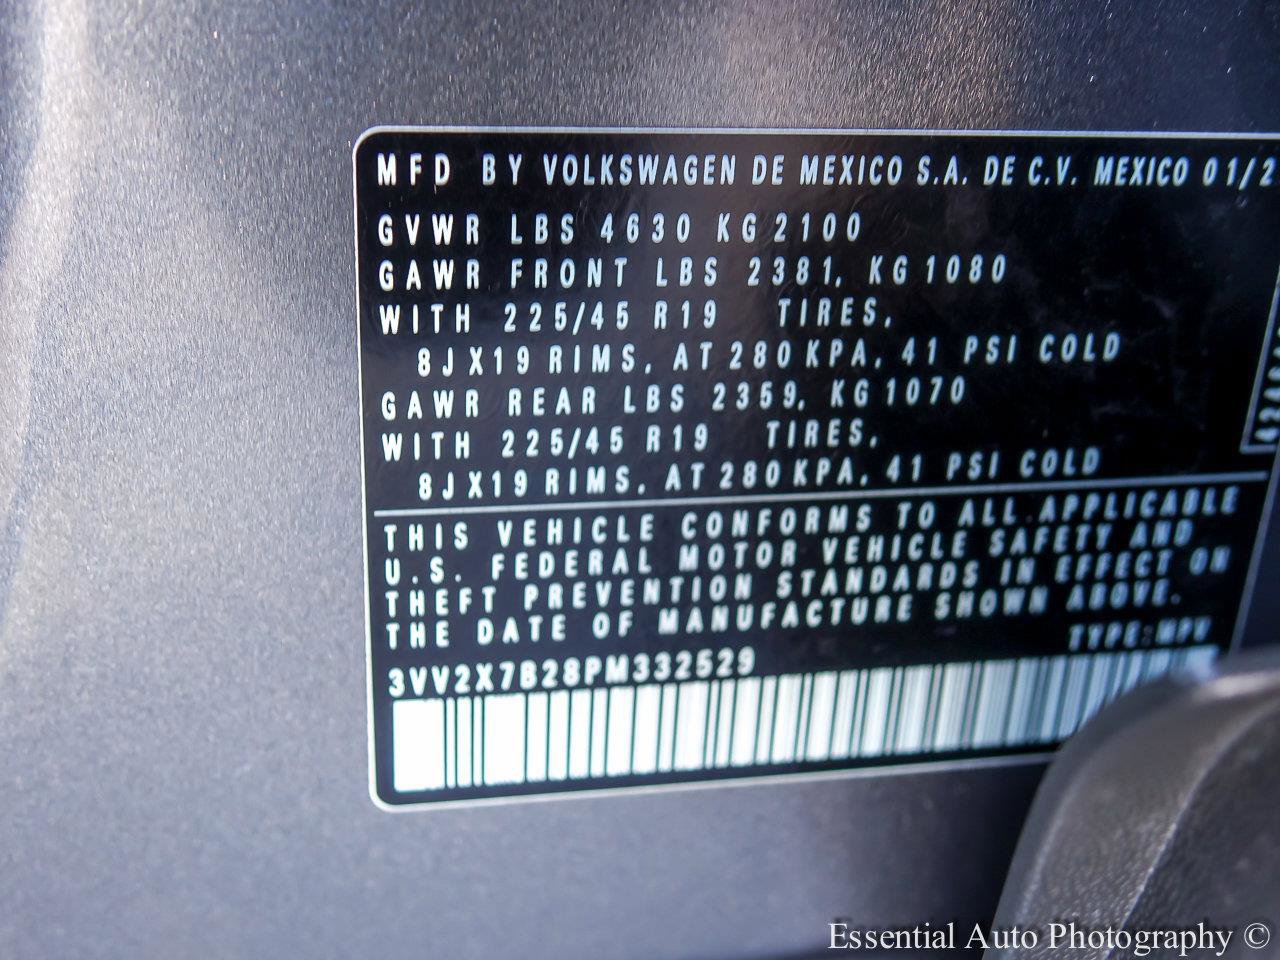 MFD BY VOLKSWAGEN DE MEXICO S.A. DE C.V. MEXICO 01/2
GVWR LBS 4630 KG 2100
GAWR FRONT LBS 2381, KG 1080
WITH 225/45 R19 TIRES,
8JX19 RIMS, AT 280 KPA, 41 PSI COLD
GAWR REAR LBS 2359, KG 1070
WITH 225/45 R19 TIRES,
8JX19 RIMS, AT 280 KPA, 41 PSI COLD
THIS VEHICLE CONFORMS TO ALL APPLICABLE
U.S. FEDERAL MOTOR VEHICLE SAFETY AND
THEFT PREVENTION STANDARDS IN EFFECT ON
THE DATE OF MANUFACTURE SHOWN ABOVE.
TYPE: MPV
3VV2X7B28PM332529
Essential Auto Photography ©